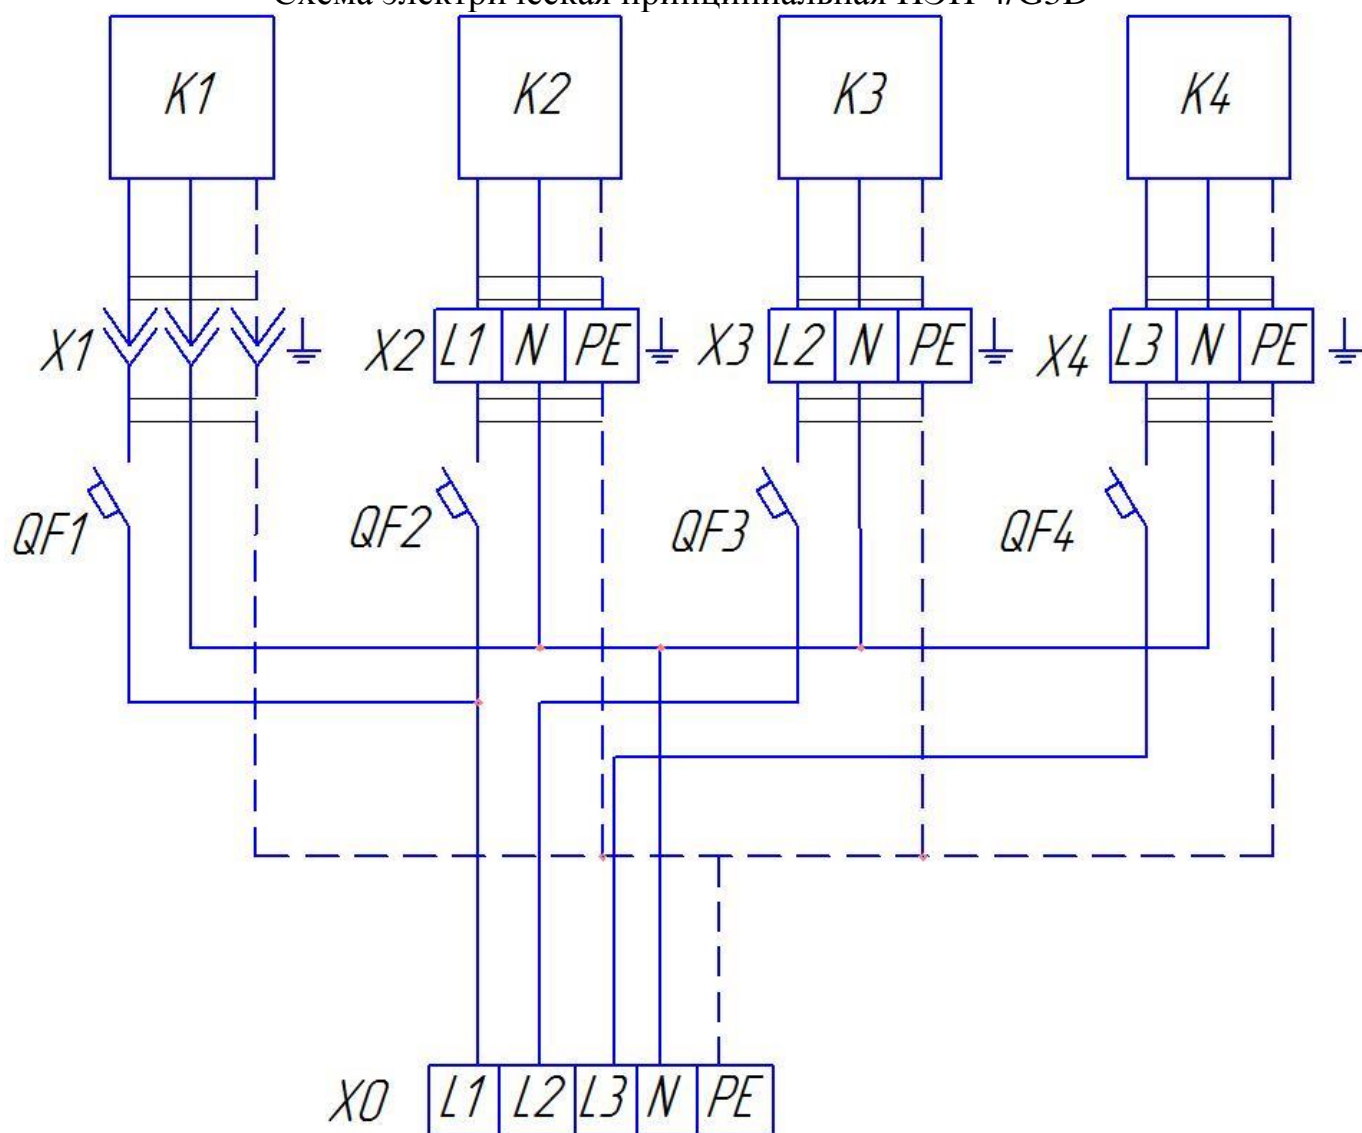 Схема электрическая принципиальная
K1 K2 K3 K4
X1 X2 L1 N PE X3 L2 N PE X4 L3 N PE
QF1 QF2 QF3 QF4
X0 L1 L2 L3 N PE